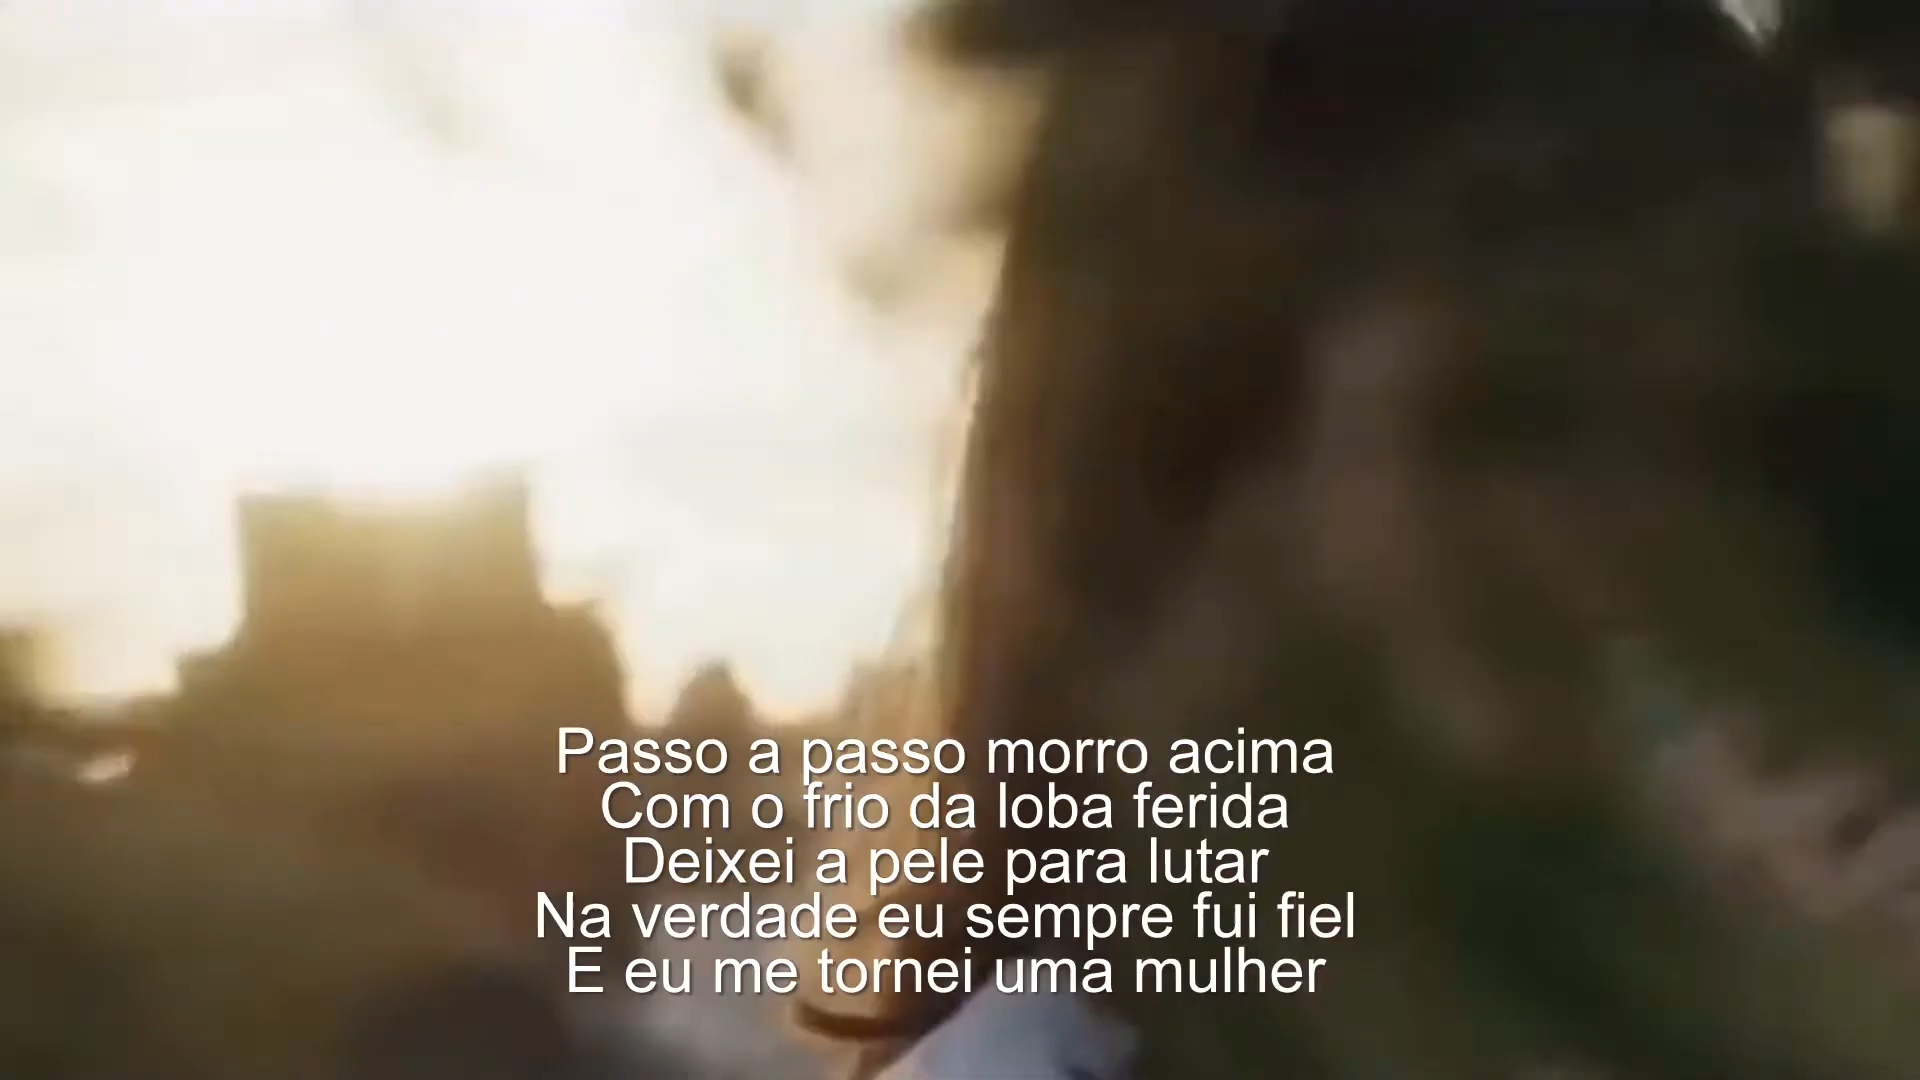 Passo a passo morro acima
Com o frio da loba ferida
Deixei a pele para lutar
Na verdade eu sempre fui fiel
E eu me tornei uma mulher